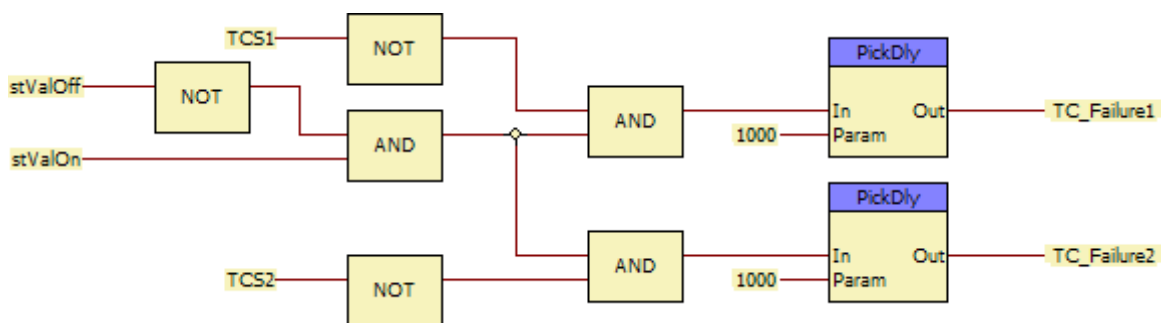 TCS1
NOT
PickDly
stValOff
NOT
In
Out
TC_Failure1
AND
1000
Param
AND
stValOn
PickDly
AND
In
Out
TC_Failure2
TCS2
NOT
1000
Param